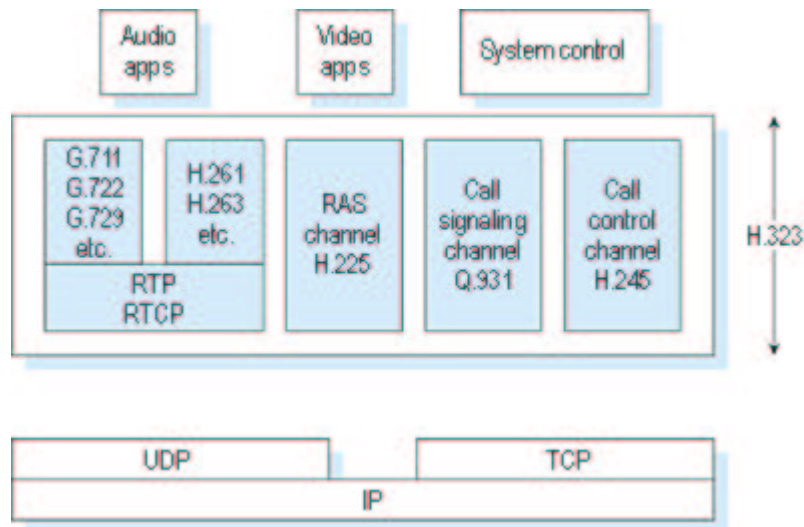 Audio
apps
Video
apps
System control
G.711
G.722
G.729
etc.
H.261
H.263
etc.
RTP
RTCP
RAS
channel
H.225
Call
signaling
channel
Q.931
Call
control
channel
H.245
H.323
UDP
TCP
IP